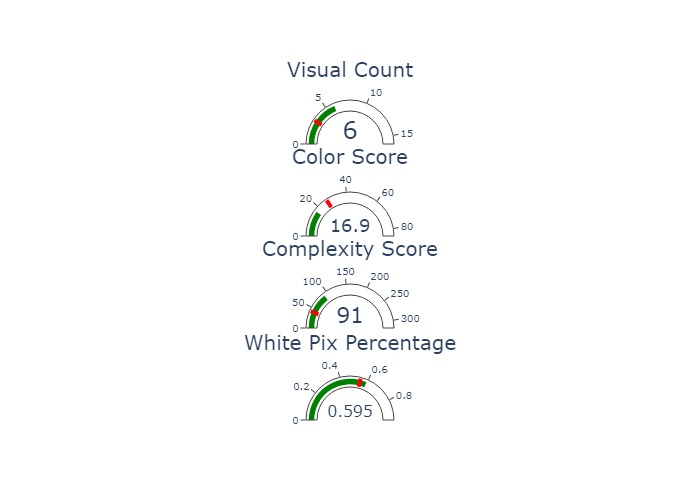 Visual Count
0 5 10 15
6
Color Score
0 20 40 60 80
16.9
Complexity Score
0 50 100 150 200 250 300
91
White Pix Percentage
0 0.2 0.4 0.6 0.8
0.595